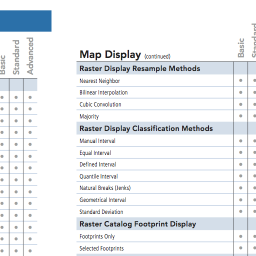 Basic
Standard
Advanced
Map Display (continued)
Basic
Raster Display Resample Methods
Nearest Neighbor
Bilinear Interpolation
Cubic Convolution
Majority
Raster Display Classification Methods
Manual Interval
Equal Interval
Defined Interval
Quantile Interval
Natural Breaks (Jenks)
Geometrical Interval
Standard Deviation
Raster Catalog Footprint Display
Footprints Only
Selected Footprints